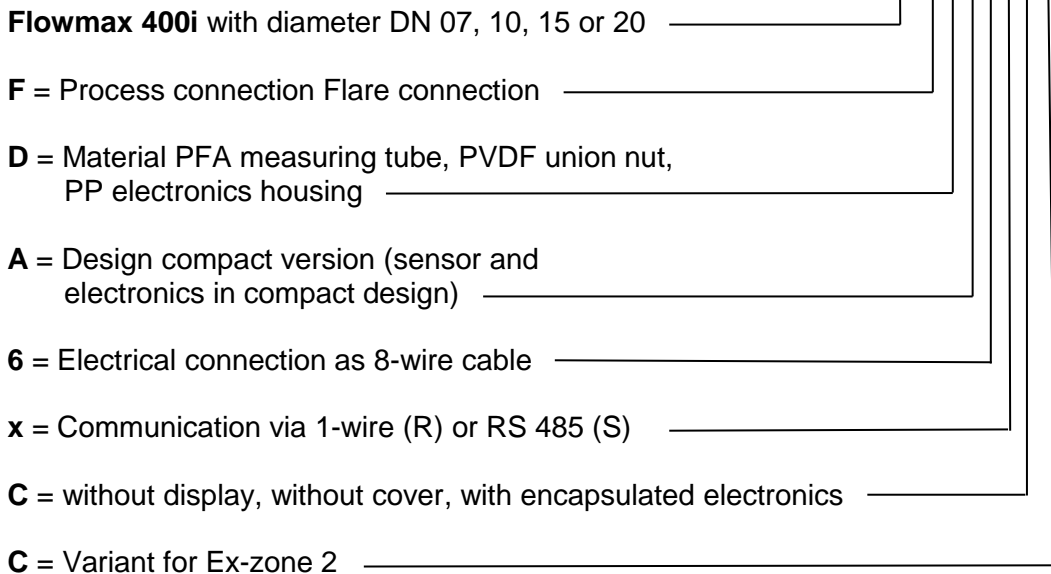 Flowmax 400i with diameter DN 07, 10, 15 or 20
F = Process connection Flare connection
D = Material PFA measuring tube, PVDF union nut,
PP electronics housing
A = Design compact version (sensor and
electronics in compact design)
6 = Electrical connection as 8-wire cable
x = Communication via 1-wire (R) or RS 485 (S)
C = without display, without cover, with encapsulated electronics
C = Variant for Ex-zone 2